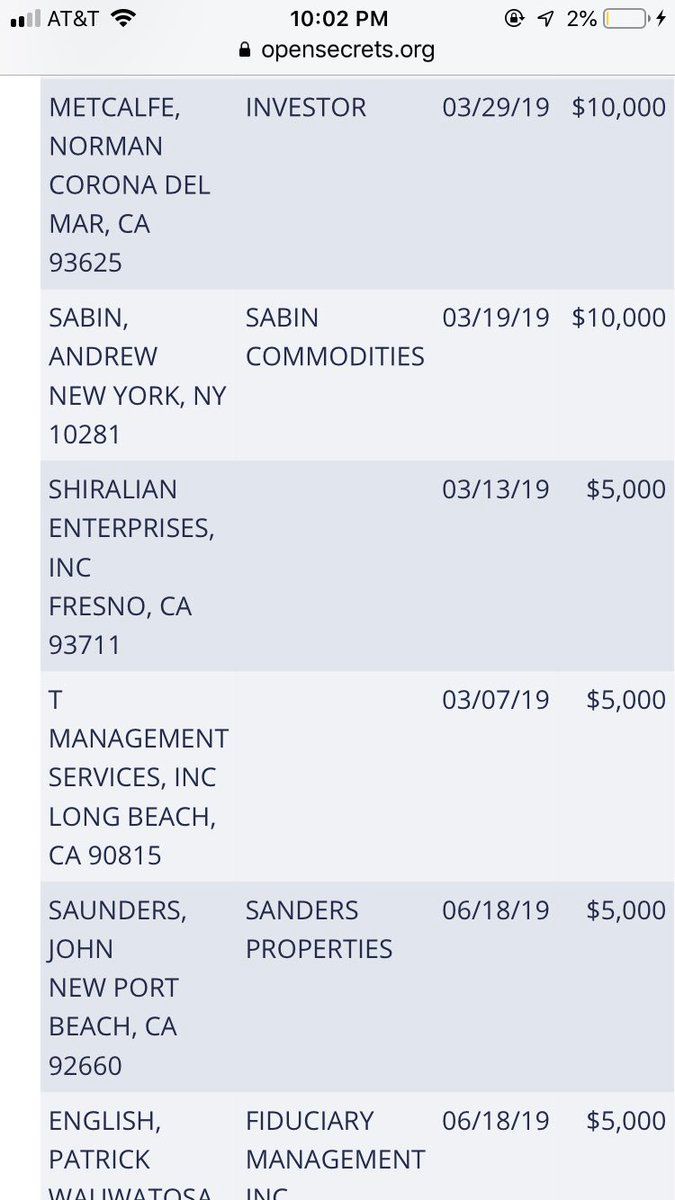 AT&T 10:02 PM 2%
opensecrets.org
METCALFE, INVESTOR 03/29/19 $10,000
NORMAN
CORONA DEL
MAR, CA
93625
SABIN, SABIN 03/19/19 $10,000
ANDREW COMMODITIES
NEW YORK, NY
10281
SHIRALIAN 03/13/19 $5,000
ENTERPRISES,
INC
FRESNO, CA
93711
T 03/07/19 $5,000
MANAGEMENT
SERVICES, INC
LONG BEACH,
CA 90815
SAUNDERS, SANDERS 06/18/19 $5,000
JOHN PROPERTIES
NEW PORT
BEACH, CA
92660
ENGLISH, FIDUCIARY 06/18/19 $5,000
PATRICK MANAGEMENT
WAUWATOSA INC